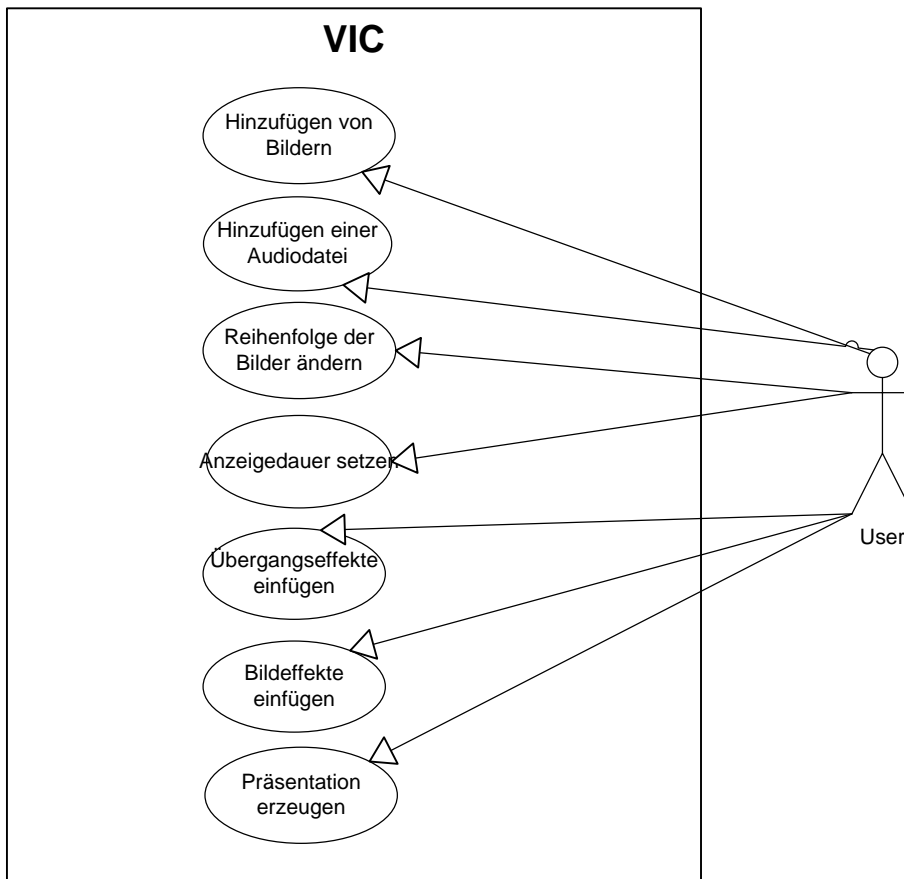 VIC
Hinzufügen von
Bildern
Hinzufügen einer
Audiodatei
Reihenfolge der
Bilder ändern
Anzeigedauer setzen
Übergangseffekte
einfügen
Bildeffekte
einfügen
Präsentation
erzeugen
User